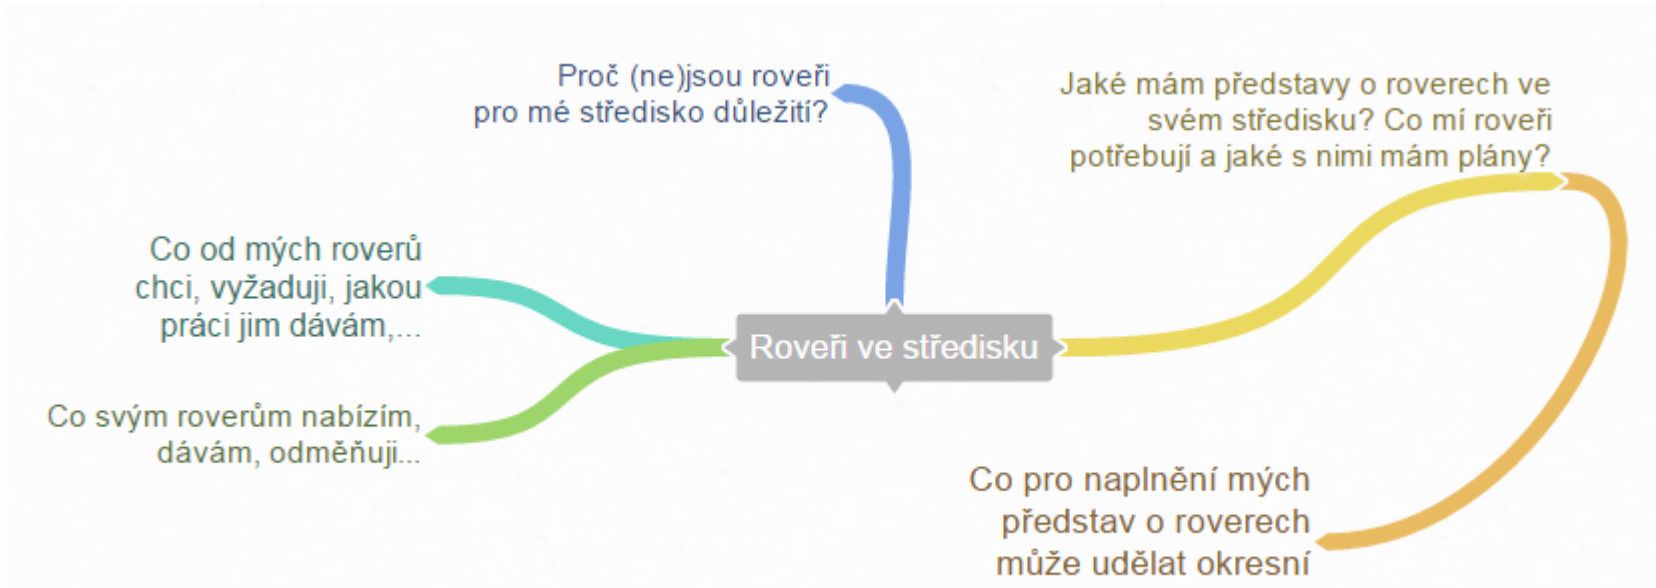 Proč (ne)jsou roveři
pro mé středisko důležití?
Jaké mám představy o roverech ve
svém středisku? Co mí roveři
potřebují a jaké s nimi mám plány?
Co od mých roverů
chci, vyžaduji, jakou
práci jim dávám,...
Roveři ve středisku
Co svým roverům nabízím,
dávám, odměňuji...
Co pro naplnění mých
představ o roverech
může udělat okresní